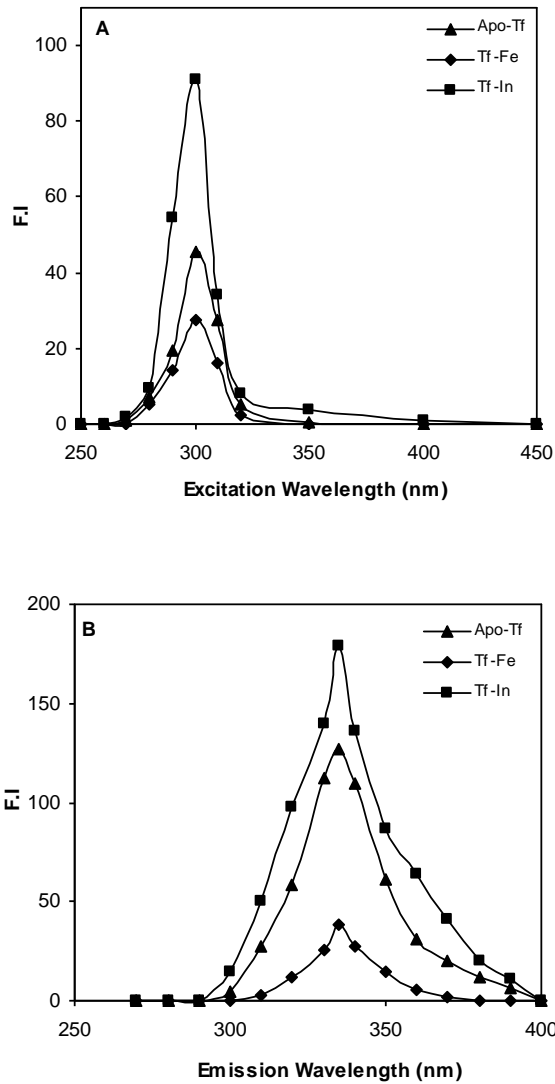 A
Apo-Tf
Tf-Fe
Tf-In
100
80
60
40
20
0
F.I
250
300
350
400
450
Excitation Wavelength (nm)
B
Apo-Tf
Tf-Fe
Tf-In
200
150
100
50
0
F.I
250
300
350
400
Emission Wavelength (nm)